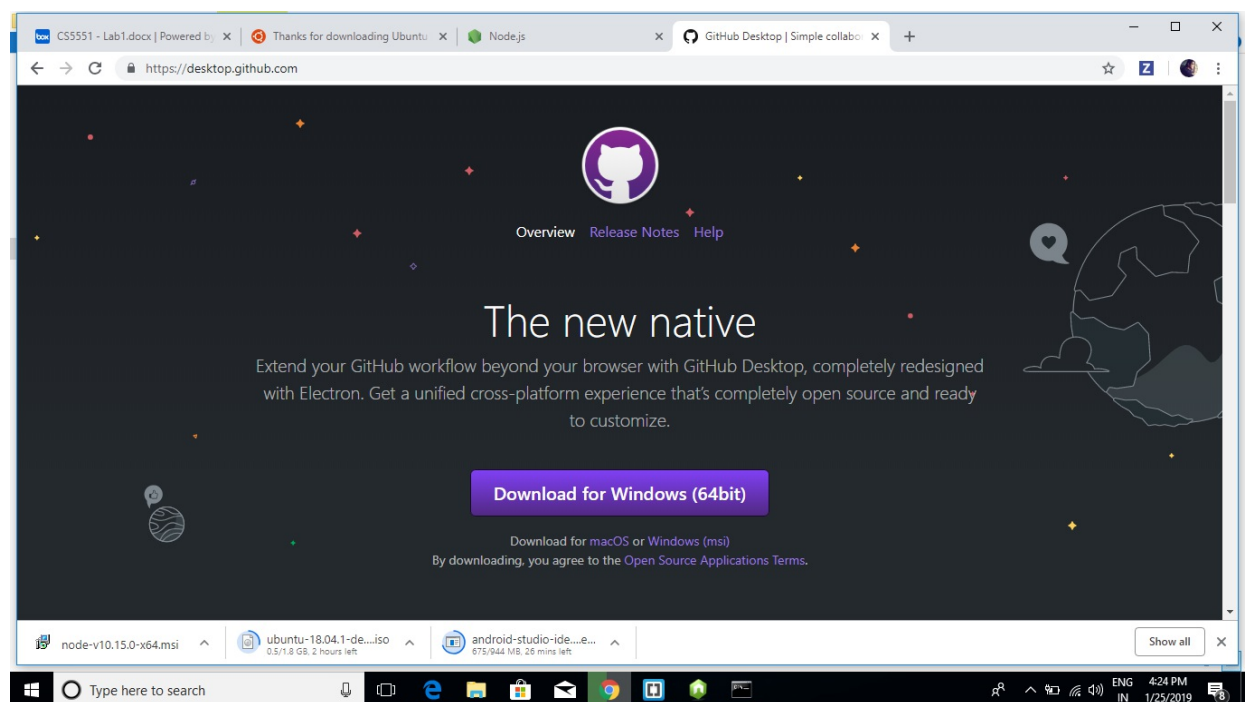 box CS5551 - Lab1.docx | Powered by
Thanks for downloading Ubuntu
Node.js
GitHub Desktop | Simple collabo
https://desktop.github.com
Z
Overview Release Notes Help
The new native
Extend your GitHub workflow beyond your browser with GitHub Desktop, completely redesigned
with Electron. Get a unified cross-platform experience that's completely open source and ready
to customize.
Download for Windows (64bit)
Download for macOS or Windows (msi)
By downloading, you agree to the Open Source Applications Terms.
node-v10.15.0-x64.msi
ubuntu-18.04.1-de....iso
0.5/1.8 GB, 2 hours left
android-studio-ide....e...
675/944 MB, 26 mins left
Show all
Type here to search
ENG
IN
4:24 PM
1/25/2019
8